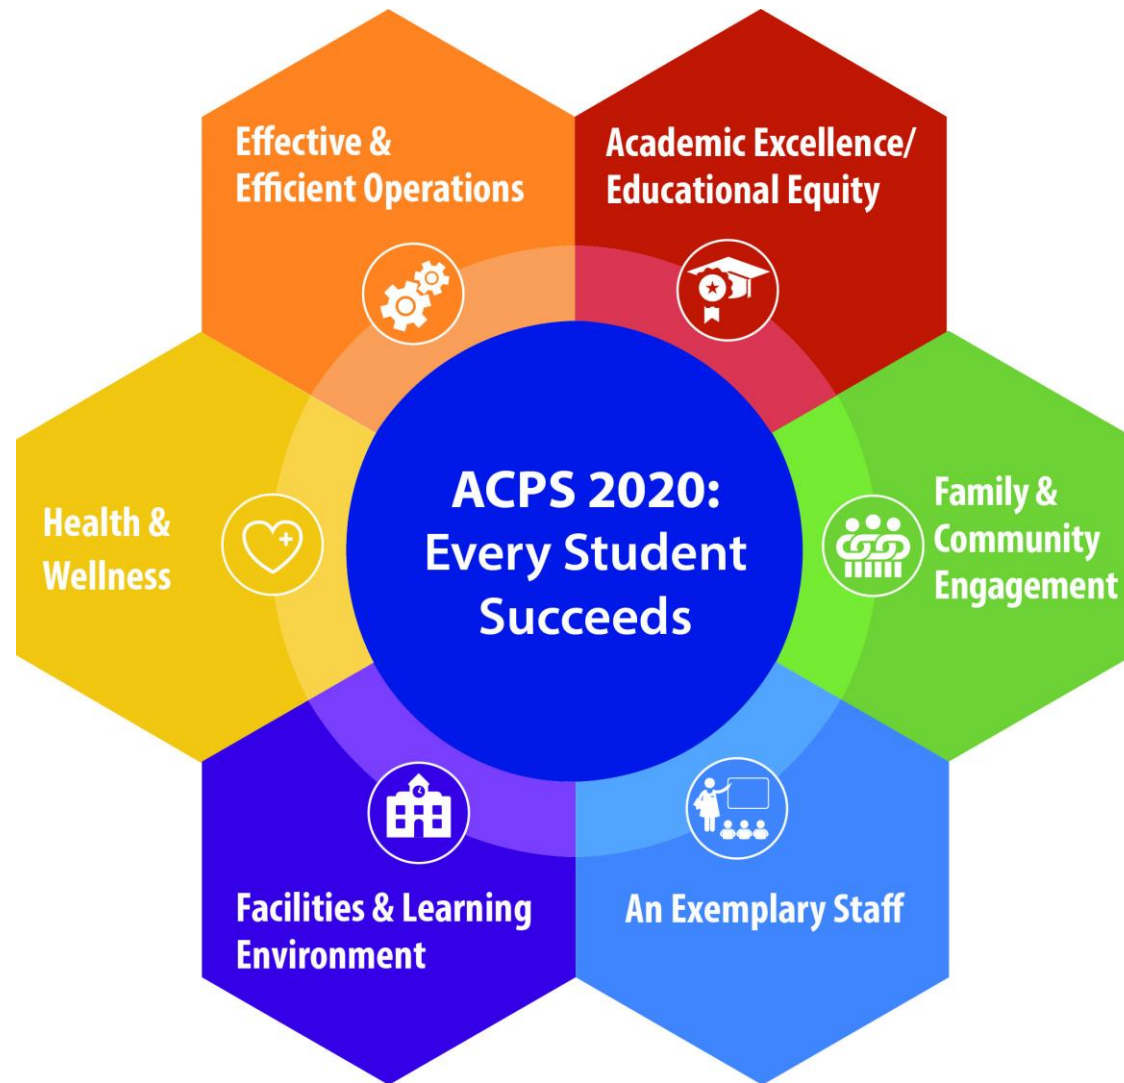 Effective &
Efficient Operations
Academic Excellence/
Educational Equity
Health &
Wellness
ACPS 2020:
Every Student
Succeeds
Family &
Community
Engagement
Facilities & Learning
Environment
An Exemplary Staff